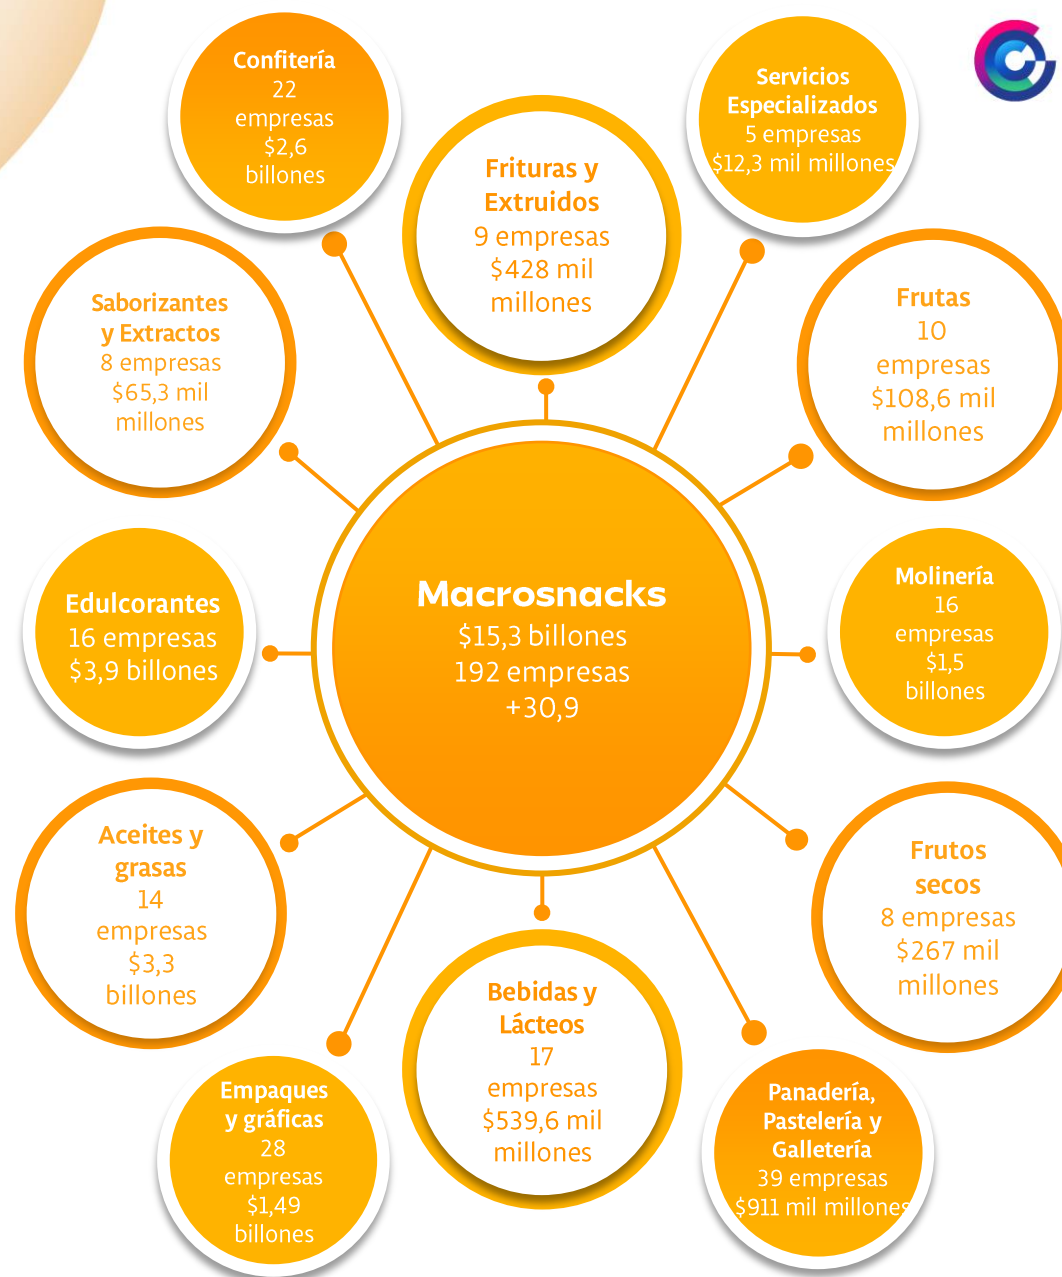 Confitería
22
empresas
$2,6
billones
Servicios
Especializados
5 empresas
$12,3 mil millones
Frituras y
Extruidos
9 empresas
$428 mil
millones
Saborizantes
y Extractos
8 empresas
$65,3 mil
millones
Frutas
10
empresas
$108,6 mil
millones
Edulcorantes
16 empresas
$3,9 billones
Macrosnacks
$15,3 billones
192 empresas
+30,9
Molinería
16
empresas
$1,5
billones
Aceites y
grasas
14
empresas
$3,3
billones
Frutos
secos
8 empresas
$267 mil
millones
Empaques
y gráficas
28
empresas
$1,49
billones
Bebidas y
Lácteos
17
empresas
$539,6 mil
millones
Panadería,
Pastelería y
Galletería
39 empresas
$911 mil millones